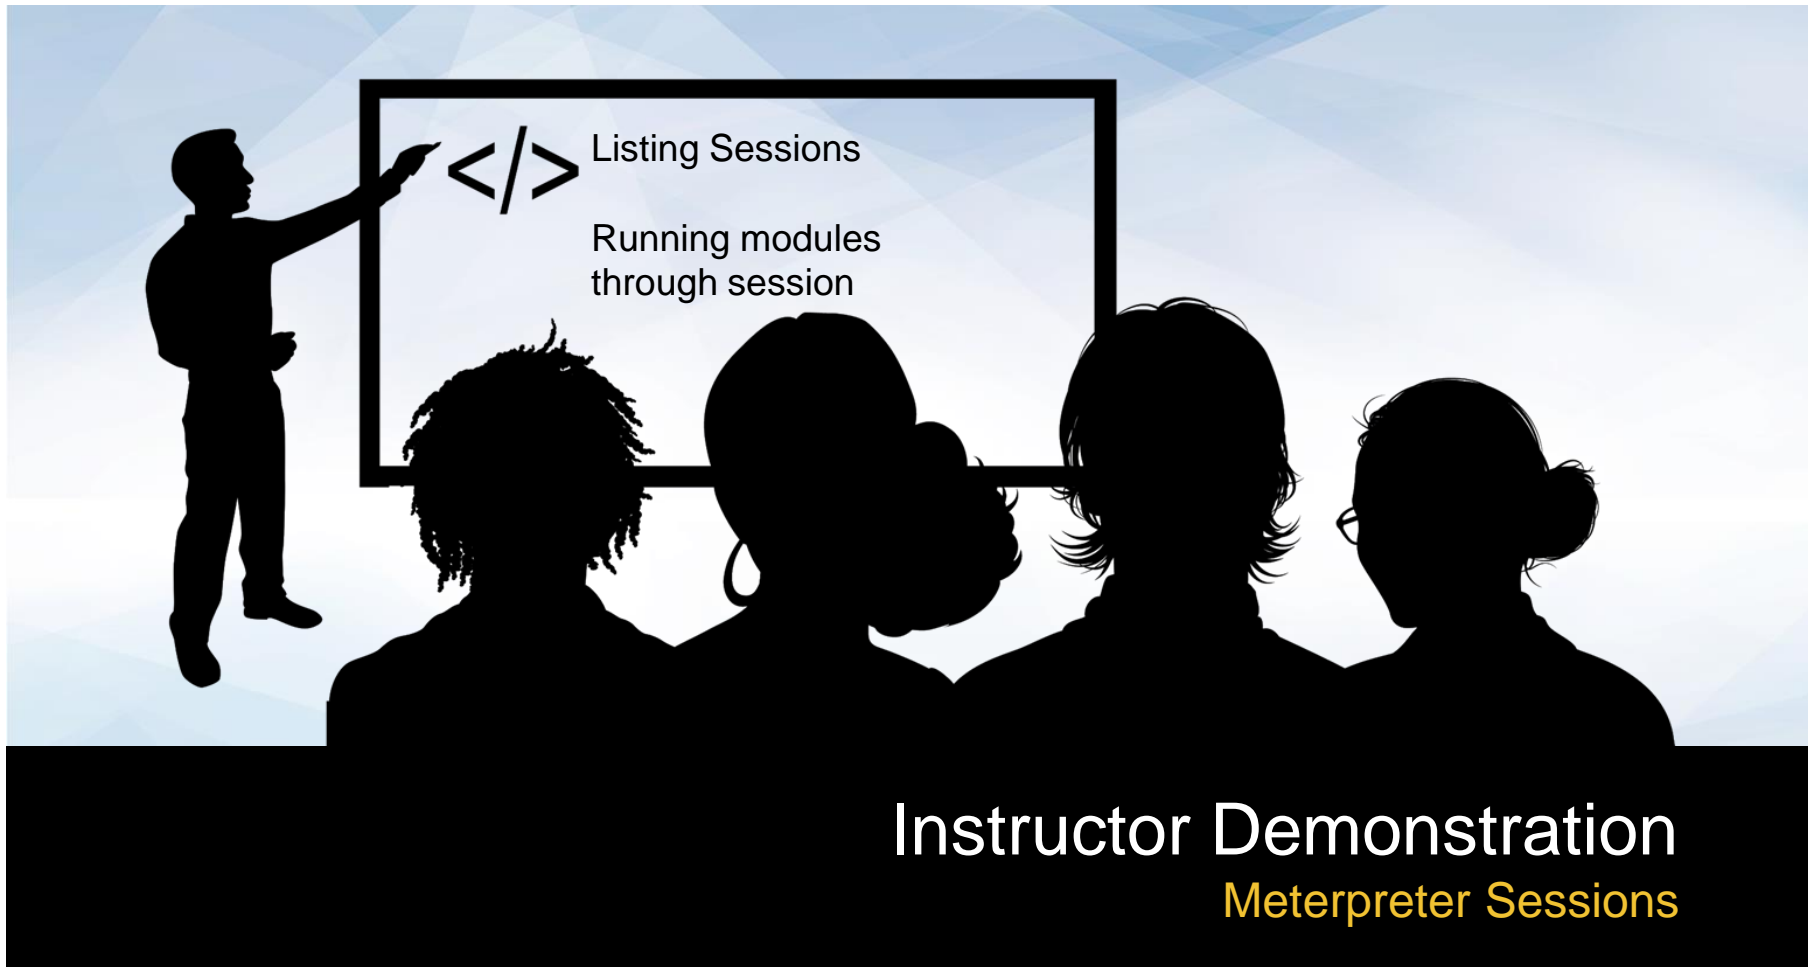 </> Listing Sessions
Running modules
through session
Instructor Demonstration
Meterpreter Sessions